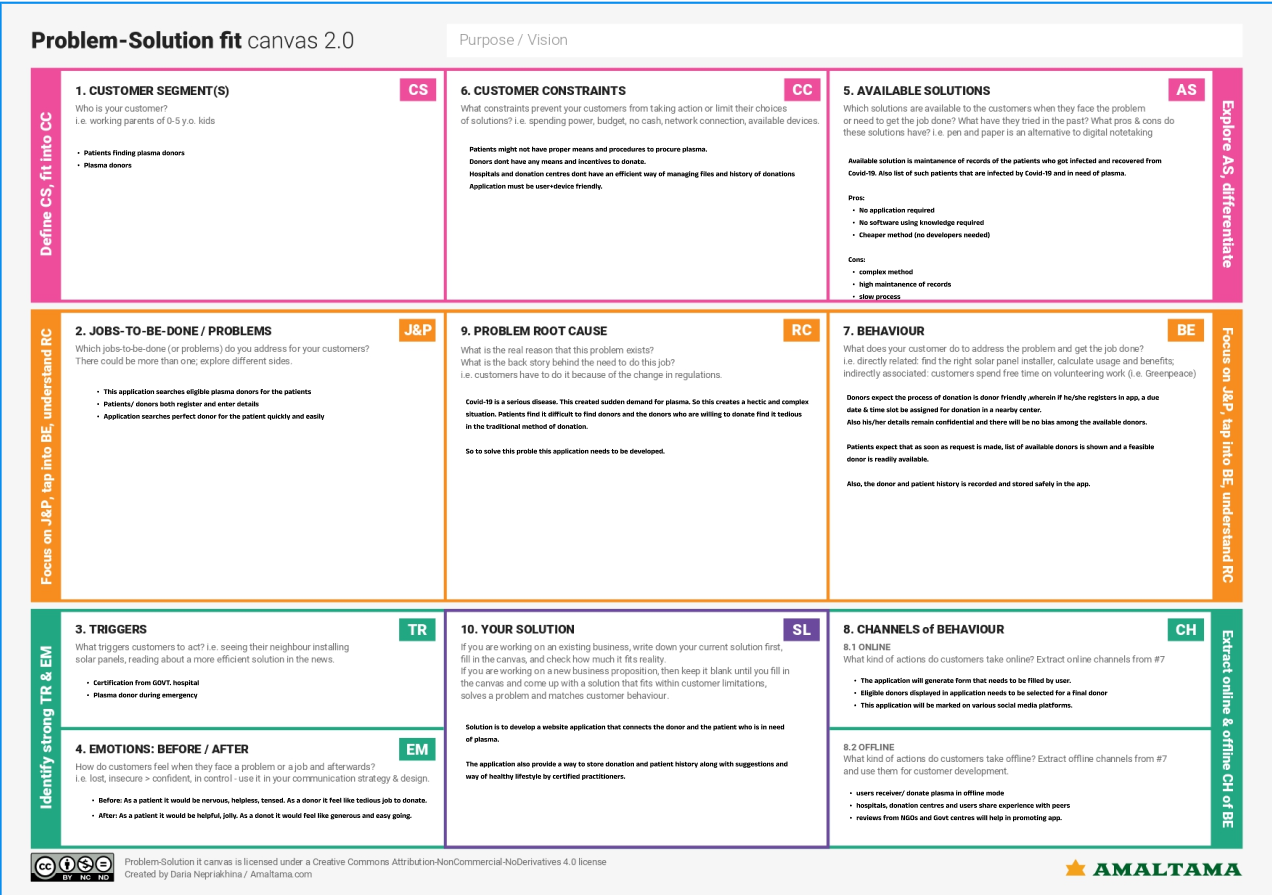 Problem-Solution fit canvas 2.0
Purpose / Vision
Define CS, fit into CC
1. CUSTOMER SEGMENT(S)
CS
Who is your customer?
i.e. working parents of 0-5 y.o. kids
• Patients finding plasma donors
• Plasma donors
6. CUSTOMER CONSTRAINTS
CC
What constraints prevent your customers from taking action or limit their choices
of solutions? i.e. spending power, budget, no cash, network connection, available devices.
Patients might not have proper means and procedures to procure plasma.
Donors dont have any means and incentives to donate.
Hospitals and donation centres dont have an efficient way of managing files and history of donations
Application must be user+device friendly.
5. AVAILABLE SOLUTIONS
AS
Which solutions are available to the customers when they face the problem
or need to get the job done? What have they tried in the past? What pros & cons do
these solutions have? i.e. pen and paper is an alternative to digital notetaking
Available solution is maintanence of records of the patients who got infected and recovered from
Covid-19. Also list of such patients that are infected by Covid-19 and in need of plasma.
Pros:
• No application required
• No software using knowledge required
• Cheaper method (no developers needed)
Cons:
• complex method
• high maintanence of records
• slow process
Explore AS, differentiate
Focus on J&P, tap into BE, understand RC
2. JOBS-TO-BE-DONE / PROBLEMS
J&P
Which jobs-to-be-done (or problems) do you address for your customers?
There could be more than one; explore different sides.
• This application searches eligible plasma donors for the patients
• Patients/ donors both register and enter details
• Application searches perfect donor for the patient quickly and easily
9. PROBLEM ROOT CAUSE
RC
What is the real reason that this problem exists?
What is the back story behind the need to do this job?
i.e. customers have to do it because of the change in regulations.
Covid-19 is a serious disease. This created sudden demand for plasma. So this creates a hectic and complex
situation. Patients find it difficult to find donors and the donors who are willing to donate find it tedious
in the traditional method of donation.
So to solve this proble this application needs to be developed.
7. BEHAVIOUR
BE
What does your customer do to address the problem and get the job done?
i.e. directly related: find the right solar panel installer, calculate usage and benefits;
indirectly associated: customers spend free time on volunteering work (i.e. Greenpeace)
Donors expect the process of donation is donor friendly ,wherein if he/she registers in app, a due
date & time slot be assigned for donation in a nearby center.
Also his/her details remain confidential and there will be no bias among the available donors.
Patients expect that as soon as request is made, list of available donors is shown and a feasible
donor is readily available.
Also, the donor and patient history is recorded and stored safely in the app.
Focus on J&P, tap into BE, understand RC
Identify strong TR & EM
3. TRIGGERS
TR
What triggers customers to act? i.e. seeing their neighbour installing
solar panels, reading about a more efficient solution in the news.
• Certification from GOVT. hospital
• Plasma donor during emergency
4. EMOTIONS: BEFORE / AFTER
EM
How do customers feel when they face a problem or a job and afterwards?
i.e. lost, insecure > confident, in control - use it in your communication strategy & design.
• Before: As a patient it would be nervous, helpless, tensed. As a donor it feel like tedious job to donate.
• After: As a patient it would be helpful, jolly. As a donot it would feel like generous and easy going.
10. YOUR SOLUTION
SL
If you are working on an existing business, write down your current solution first,
fill in the canvas, and check how much it fits reality.
If you are working on a new business proposition, then keep it blank until you fill in
the canvas and come up with a solution that fits within customer limitations,
solves a problem and matches customer behaviour.
Solution is to develop a website application that connects the donor and the patient who is in need
of plasma.
The application also provide a way to store donation and patient history along with suggestions and
way of healthy lifestyle by certified practitioners.
8. CHANNELS of BEHAVIOUR
CH
8.1 ONLINE
What kind of actions do customers take online? Extract online channels from #7
• The application will generate form that needs to be filled by user.
• Eligible donors displayed in application needs to be selected for a final donor
• This application will be marked on various social media platforms.
8.2 OFFLINE
What kind of actions do customers take offline? Extract offline channels from #7
and use them for customer development.
• users receiver/ donate plasma in offline mode
• hospitals, donation centres and users share experience with peers
• reviews from NGOs and Govt centres will help in promoting app.
Extract online & offline CH of BE
CC BY NC ND
Problem-Solution it canvas is licensed under a Creative Commons Attribution-NonCommercial-NoDerivatives 4.0 license
Created by Daria Nepriakhina / Amaltama.com
AMALTAMA